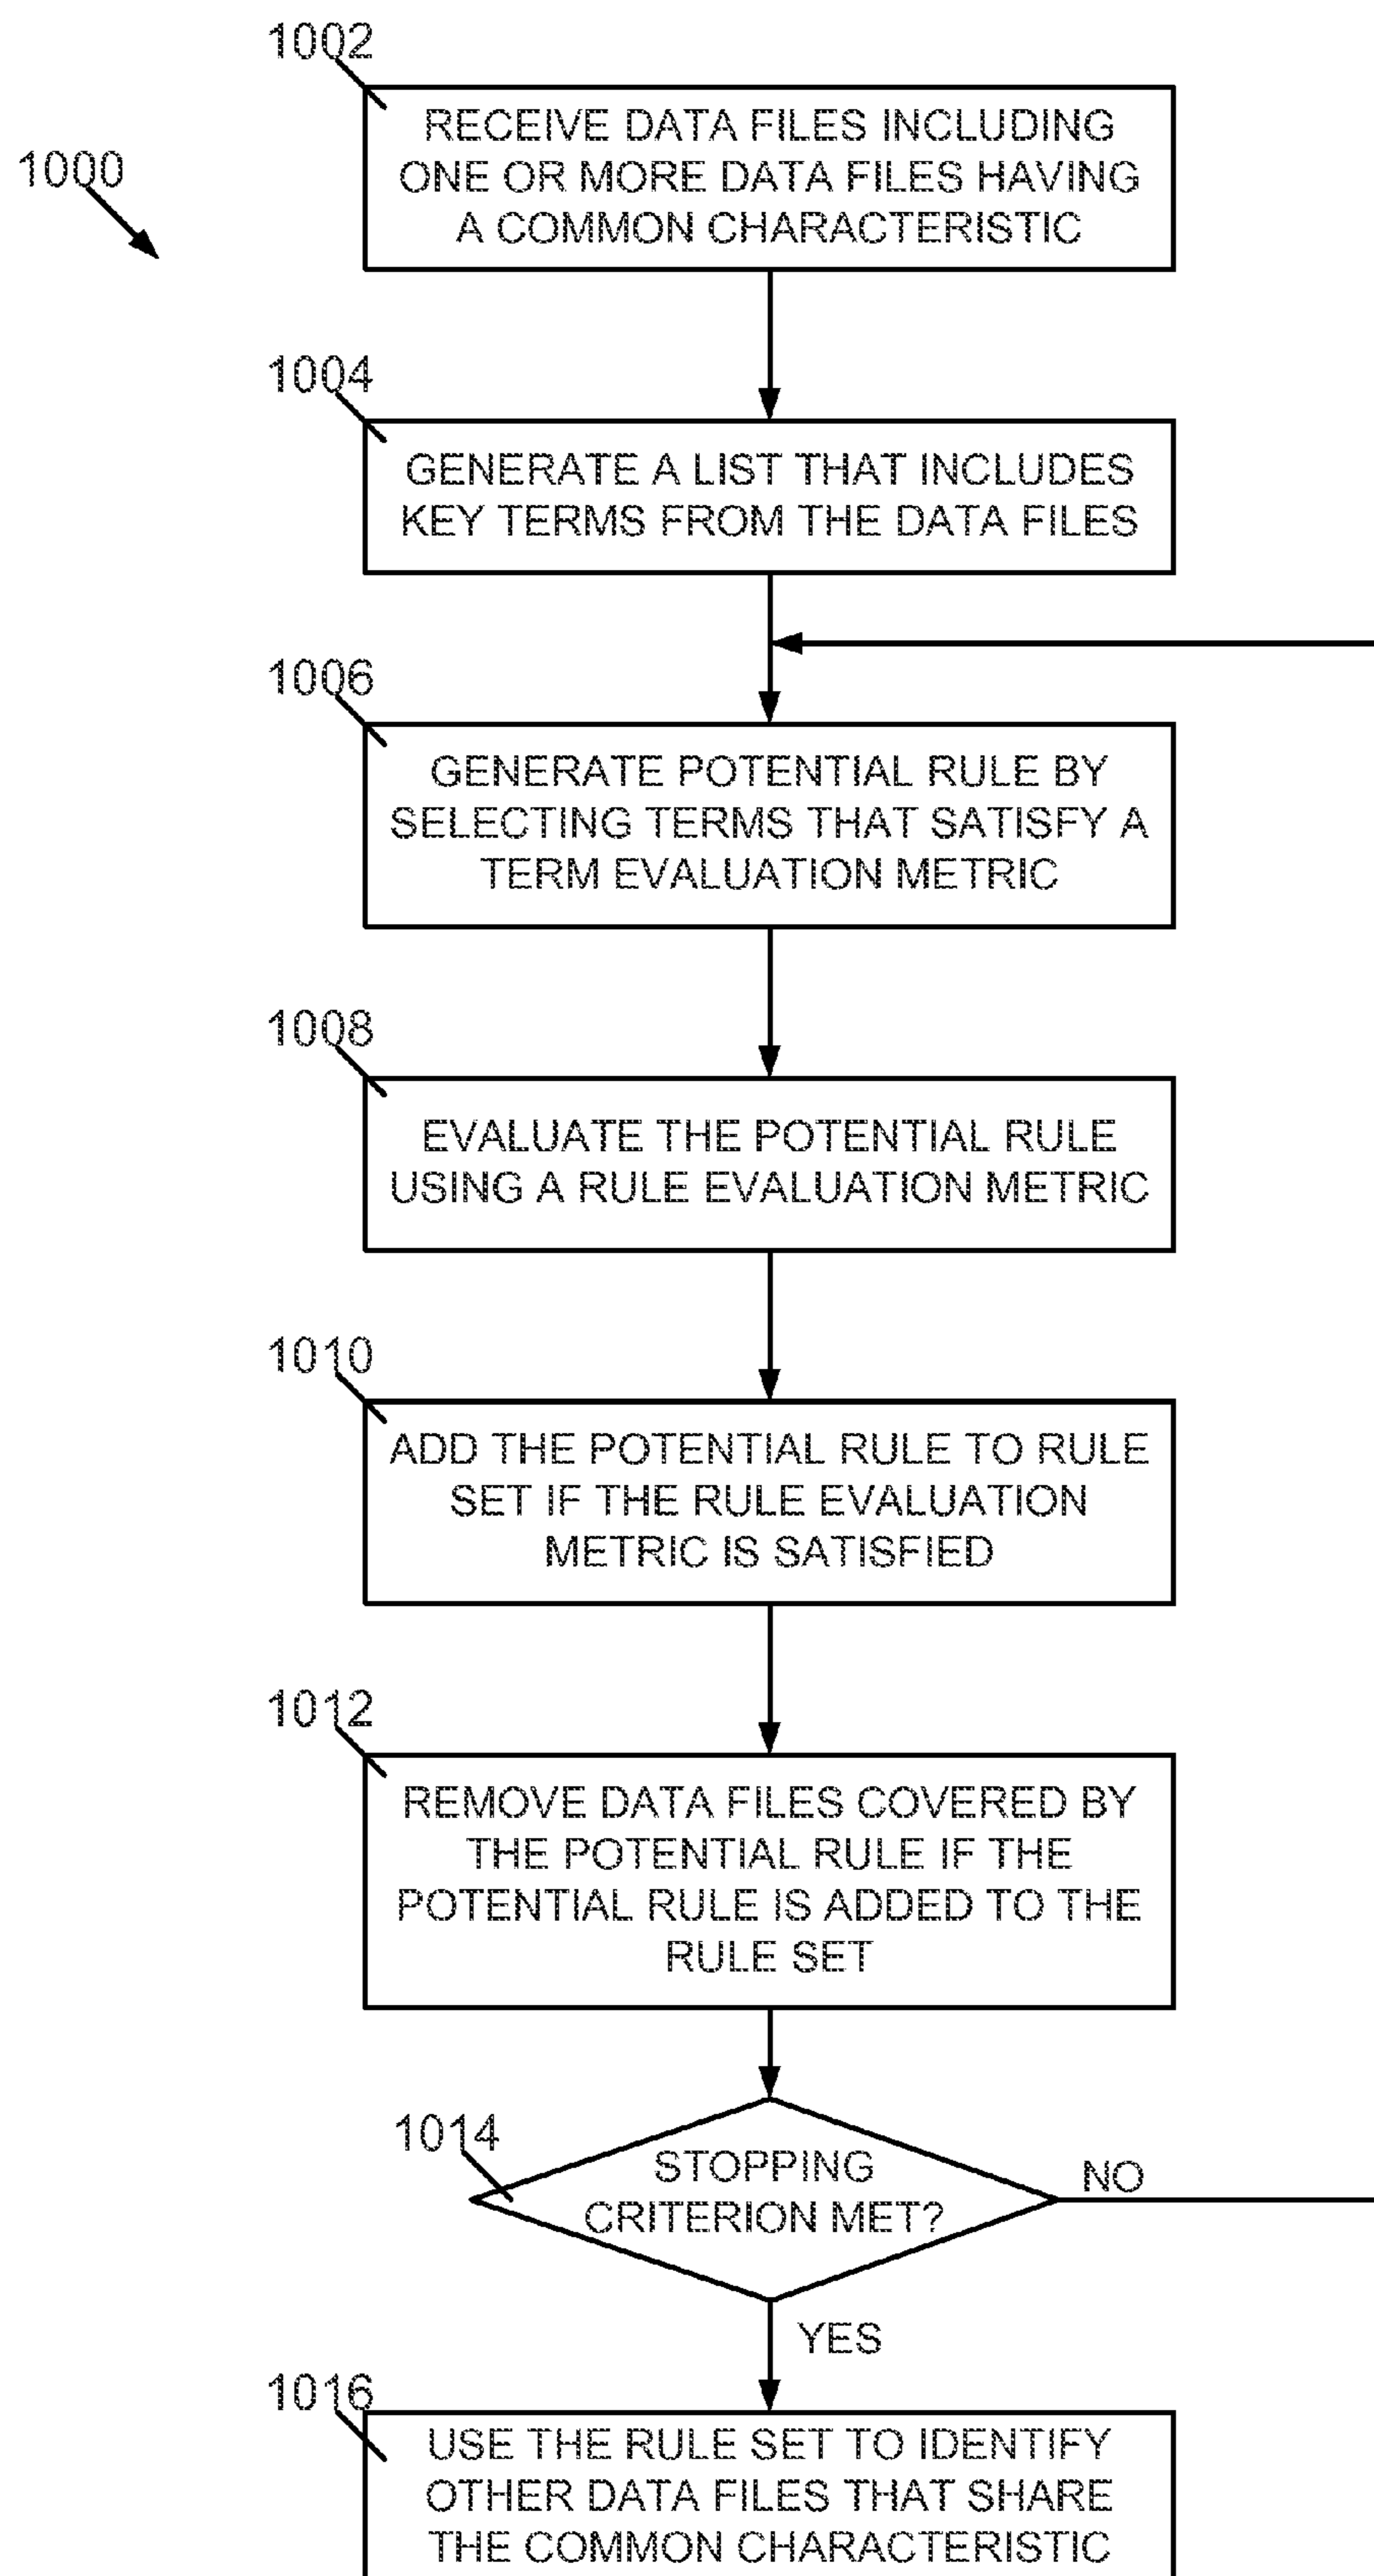 1002
RECEIVE DATA FILES INCLUDING
ONE OR MORE DATA FILES HAVING
A COMMON CHARACTERISTIC
1000
1004
GENERATE A LIST THAT INCLUDES
KEY TERMS FROM THE DATA FILES
1006
GENERATE POTENTIAL RULE BY
SELECTING TERMS THAT SATISFY A
TERM EVALUATION METRIC
1008
EVALUATE THE POTENTIAL RULE
USING A RULE EVALUATION METRIC
1010
ADD THE POTENTIAL RULE TO RULE
SET IF THE RULE EVALUATION
METRIC IS SATISFIED
1012
REMOVE DATA FILES COVERED BY
THE POTENTIAL RULE IF THE
POTENTIAL RULE IS ADDED TO THE
RULE SET
1014
STOPPING
CRITERION MET?
NO
YES
1016
USE THE RULE SET TO IDENTIFY
OTHER DATA FILES THAT SHARE
THE COMMON CHARACTERISTIC